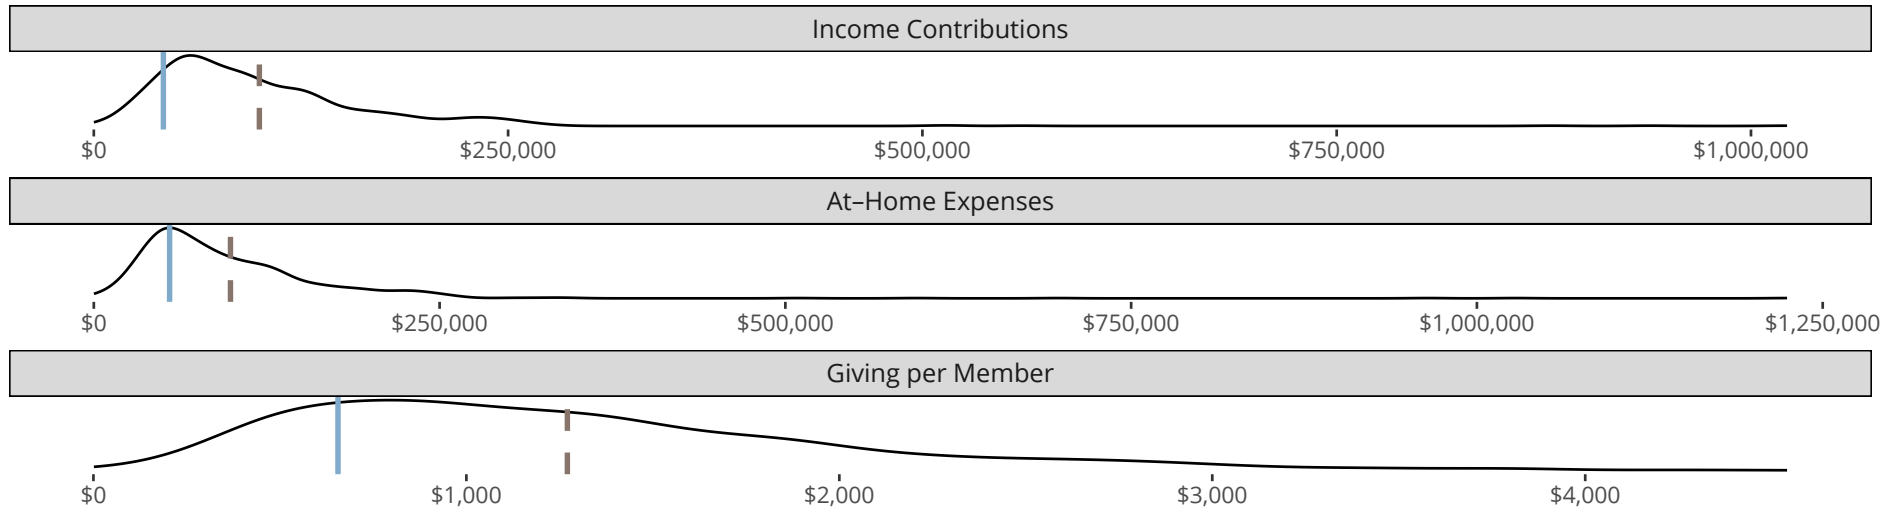 Income Contributions
$0 $250,000 $500,000 $750,000 $1,000,000
At–Home Expenses
$0 $250,000 $500,000 $750,000 $1,000,000 $1,250,000
Giving per Member
$0 $1,000 $2,000 $3,000 $4,000